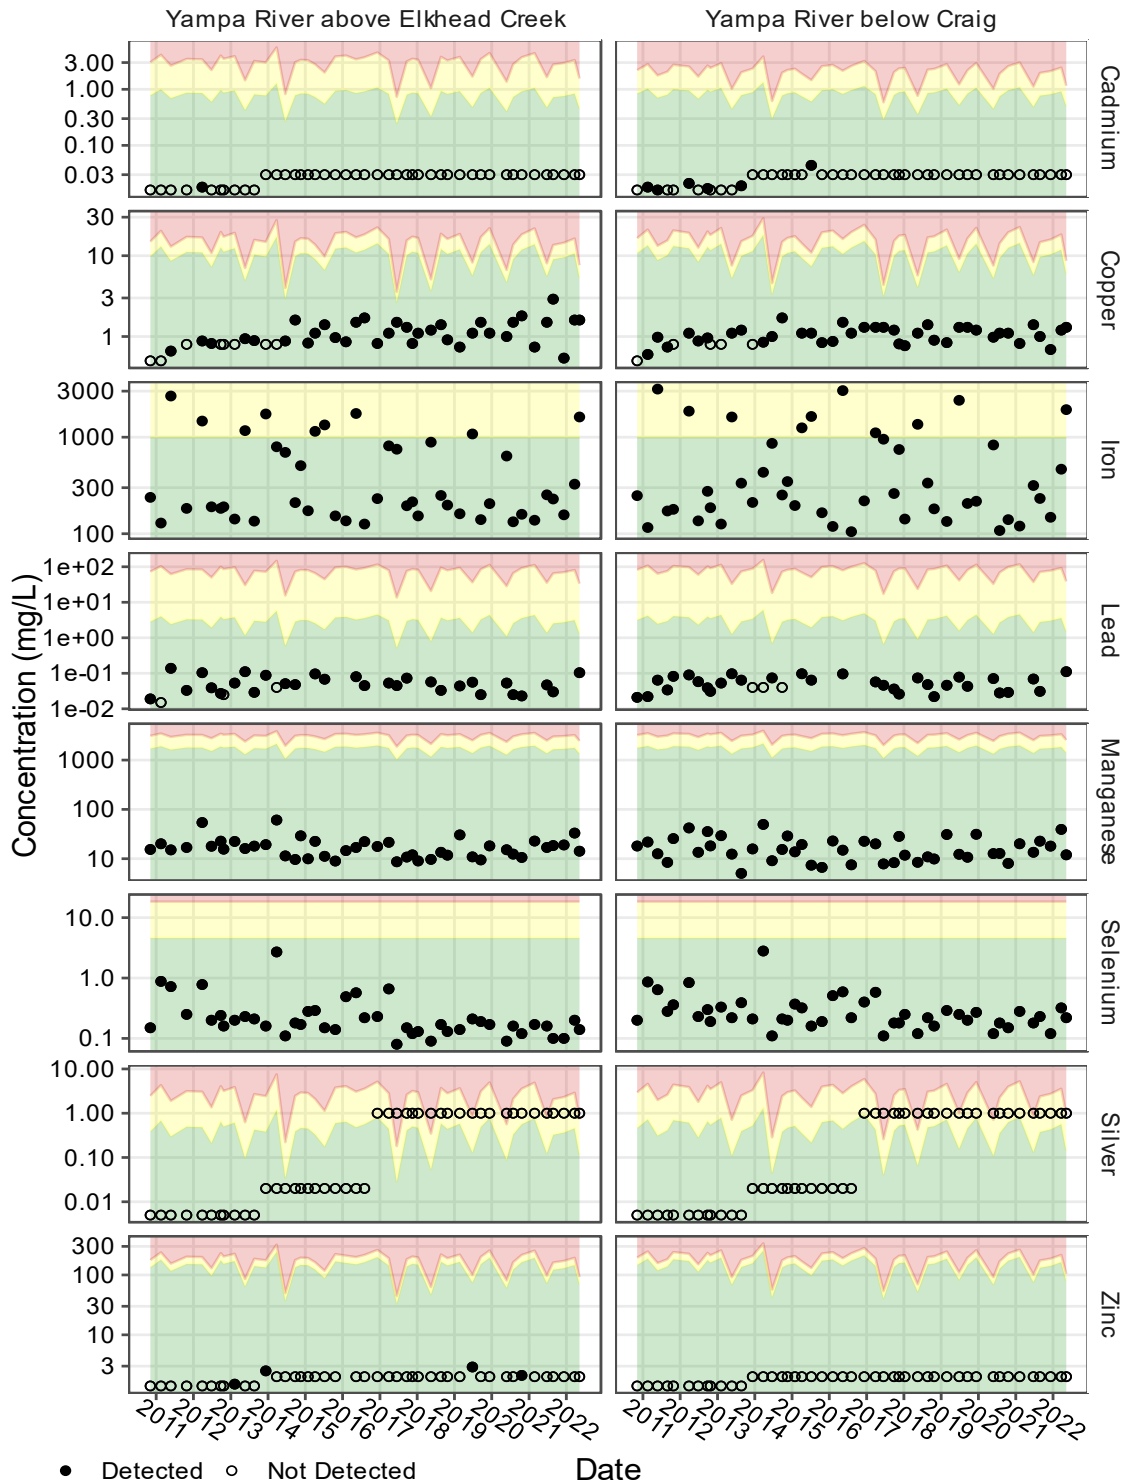 Yampa River above Elkhead Creek
Yampa River below Craig
3.00
1.00
0.30
0.10
0.03
Cadmium
30
10
3
1
Copper
3000
1000
300
100
Iron
1e+02
1e+01
1e+00
1e-01
1e-02
Lead
1000
100
10
Manganese
10.0
1.0
0.1
Selenium
10.00
1.00
0.10
0.01
Silver
300
100
30
10
3
Zinc
Concentration (mg/L)
2011 2012 2013 2014 2015 2016 2017 2018 2019 2020 2021 2022
2011 2012 2013 2014 2015 2016 2017 2018 2019 2020 2021 2022
Date
Detected
Not Detected